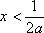 x < 1/(2a)